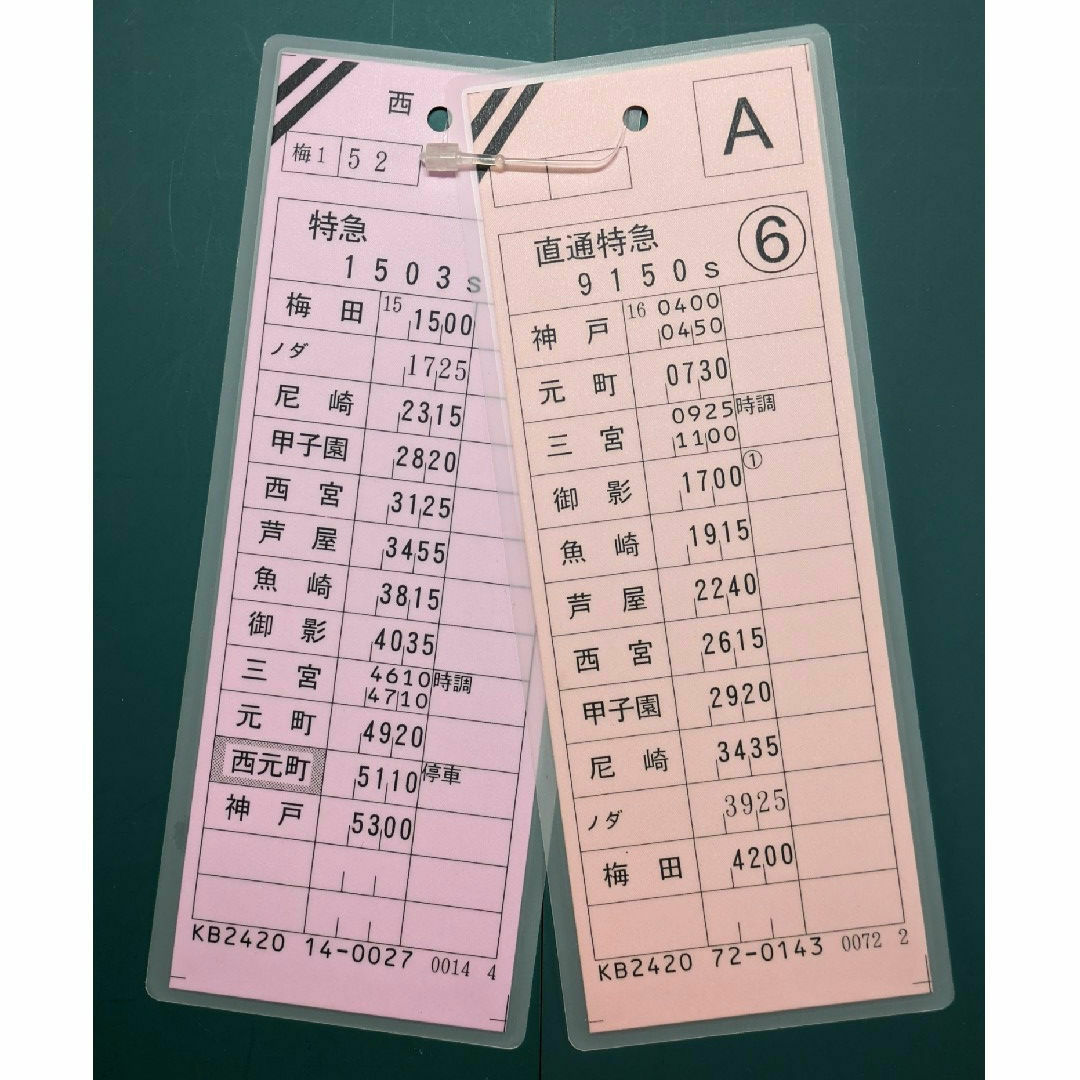 西
梅1 52
特急
1503s
梅田 15 1500
ノダ 1725
尼崎 2315
甲子園 2820
西宮 3125
芦屋 3455
魚崎 3815
御影 4035
三宮 4610 時調
4710
元町 4920
西元町 5110 停車
神戸 5300
KB2420 14-0027 0014 4
A
直通特急 ⑥
9150s
神戸 16 0400
0450
元町 0730
三宮 0925 時調
1100
御影 1700 ①
魚崎 1915
芦屋 2240
西宮 2615
甲子園 2920
尼崎 3435
ノダ 3925
梅田 4200
KB2420 72-0143 0072 2